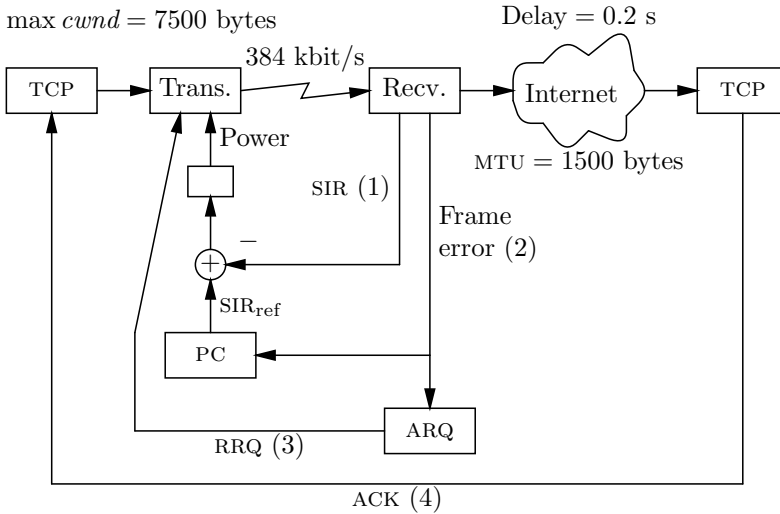 max cwnd = 7500 bytes
Delay = 0.2 s
384 kbit/s
TCP
Trans.
Recv.
Internet
TCP
Power
MTU = 1500 bytes
SIR (1)
Frame
error (2)
−
+
SIRref
PC
ARQ
RRQ (3)
ACK (4)